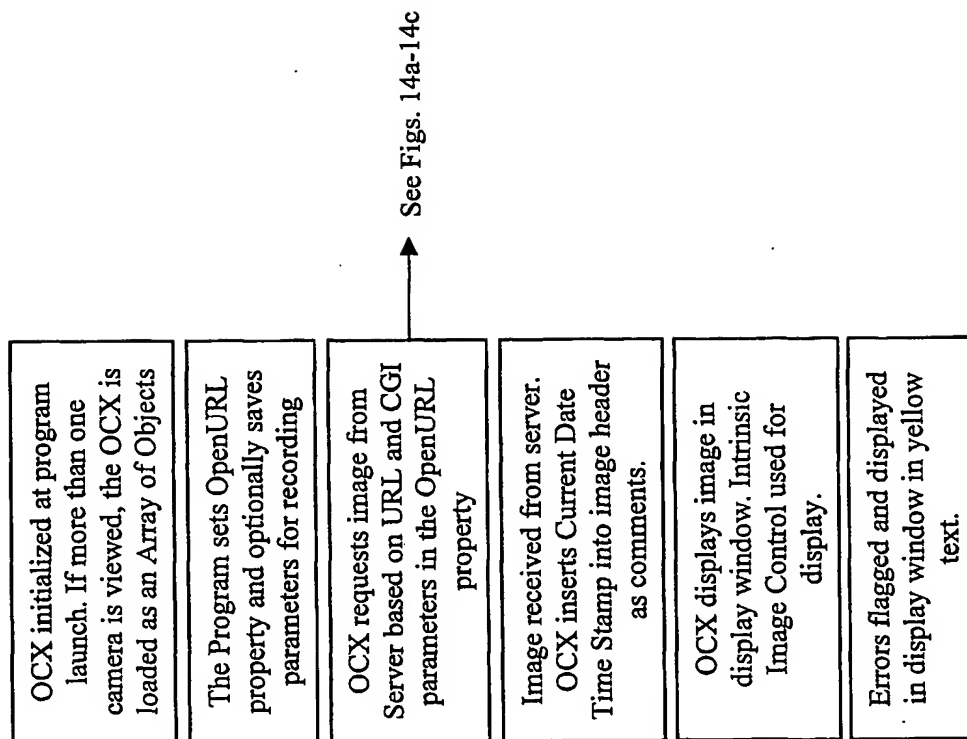 OCX initialized at program
launch. If more than one
camera is viewed, the OCX is
loaded as an Array of Objects
The Program sets OpenURL
property and optionally saves
parameters for recording
OCX requests image from
Server based on URL and CGI
parameters in the OpenURL
property
See Figs. 14a-14c
Image received from server.
OCX inserts Current Date
Time Stamp into image header
as comments.
OCX displays image in
display window. Intrinsic
Image Control used for
display.
Errors flagged and displayed
in display window in yellow
text.